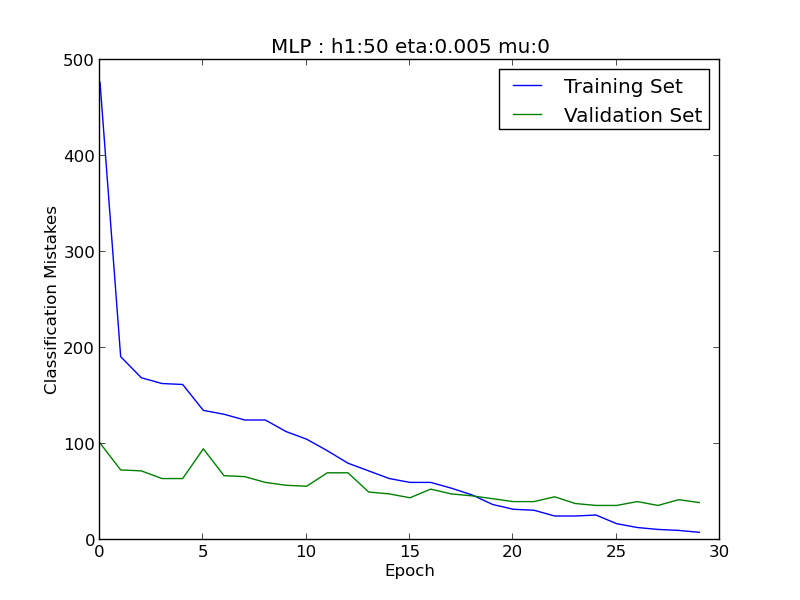 MLP : h1:50 eta:0.005 mu:0
Training Set
Validation Set
Classification Mistakes
500
400
300
200
100
0
0 5 10 15 20 25 30
Epoch